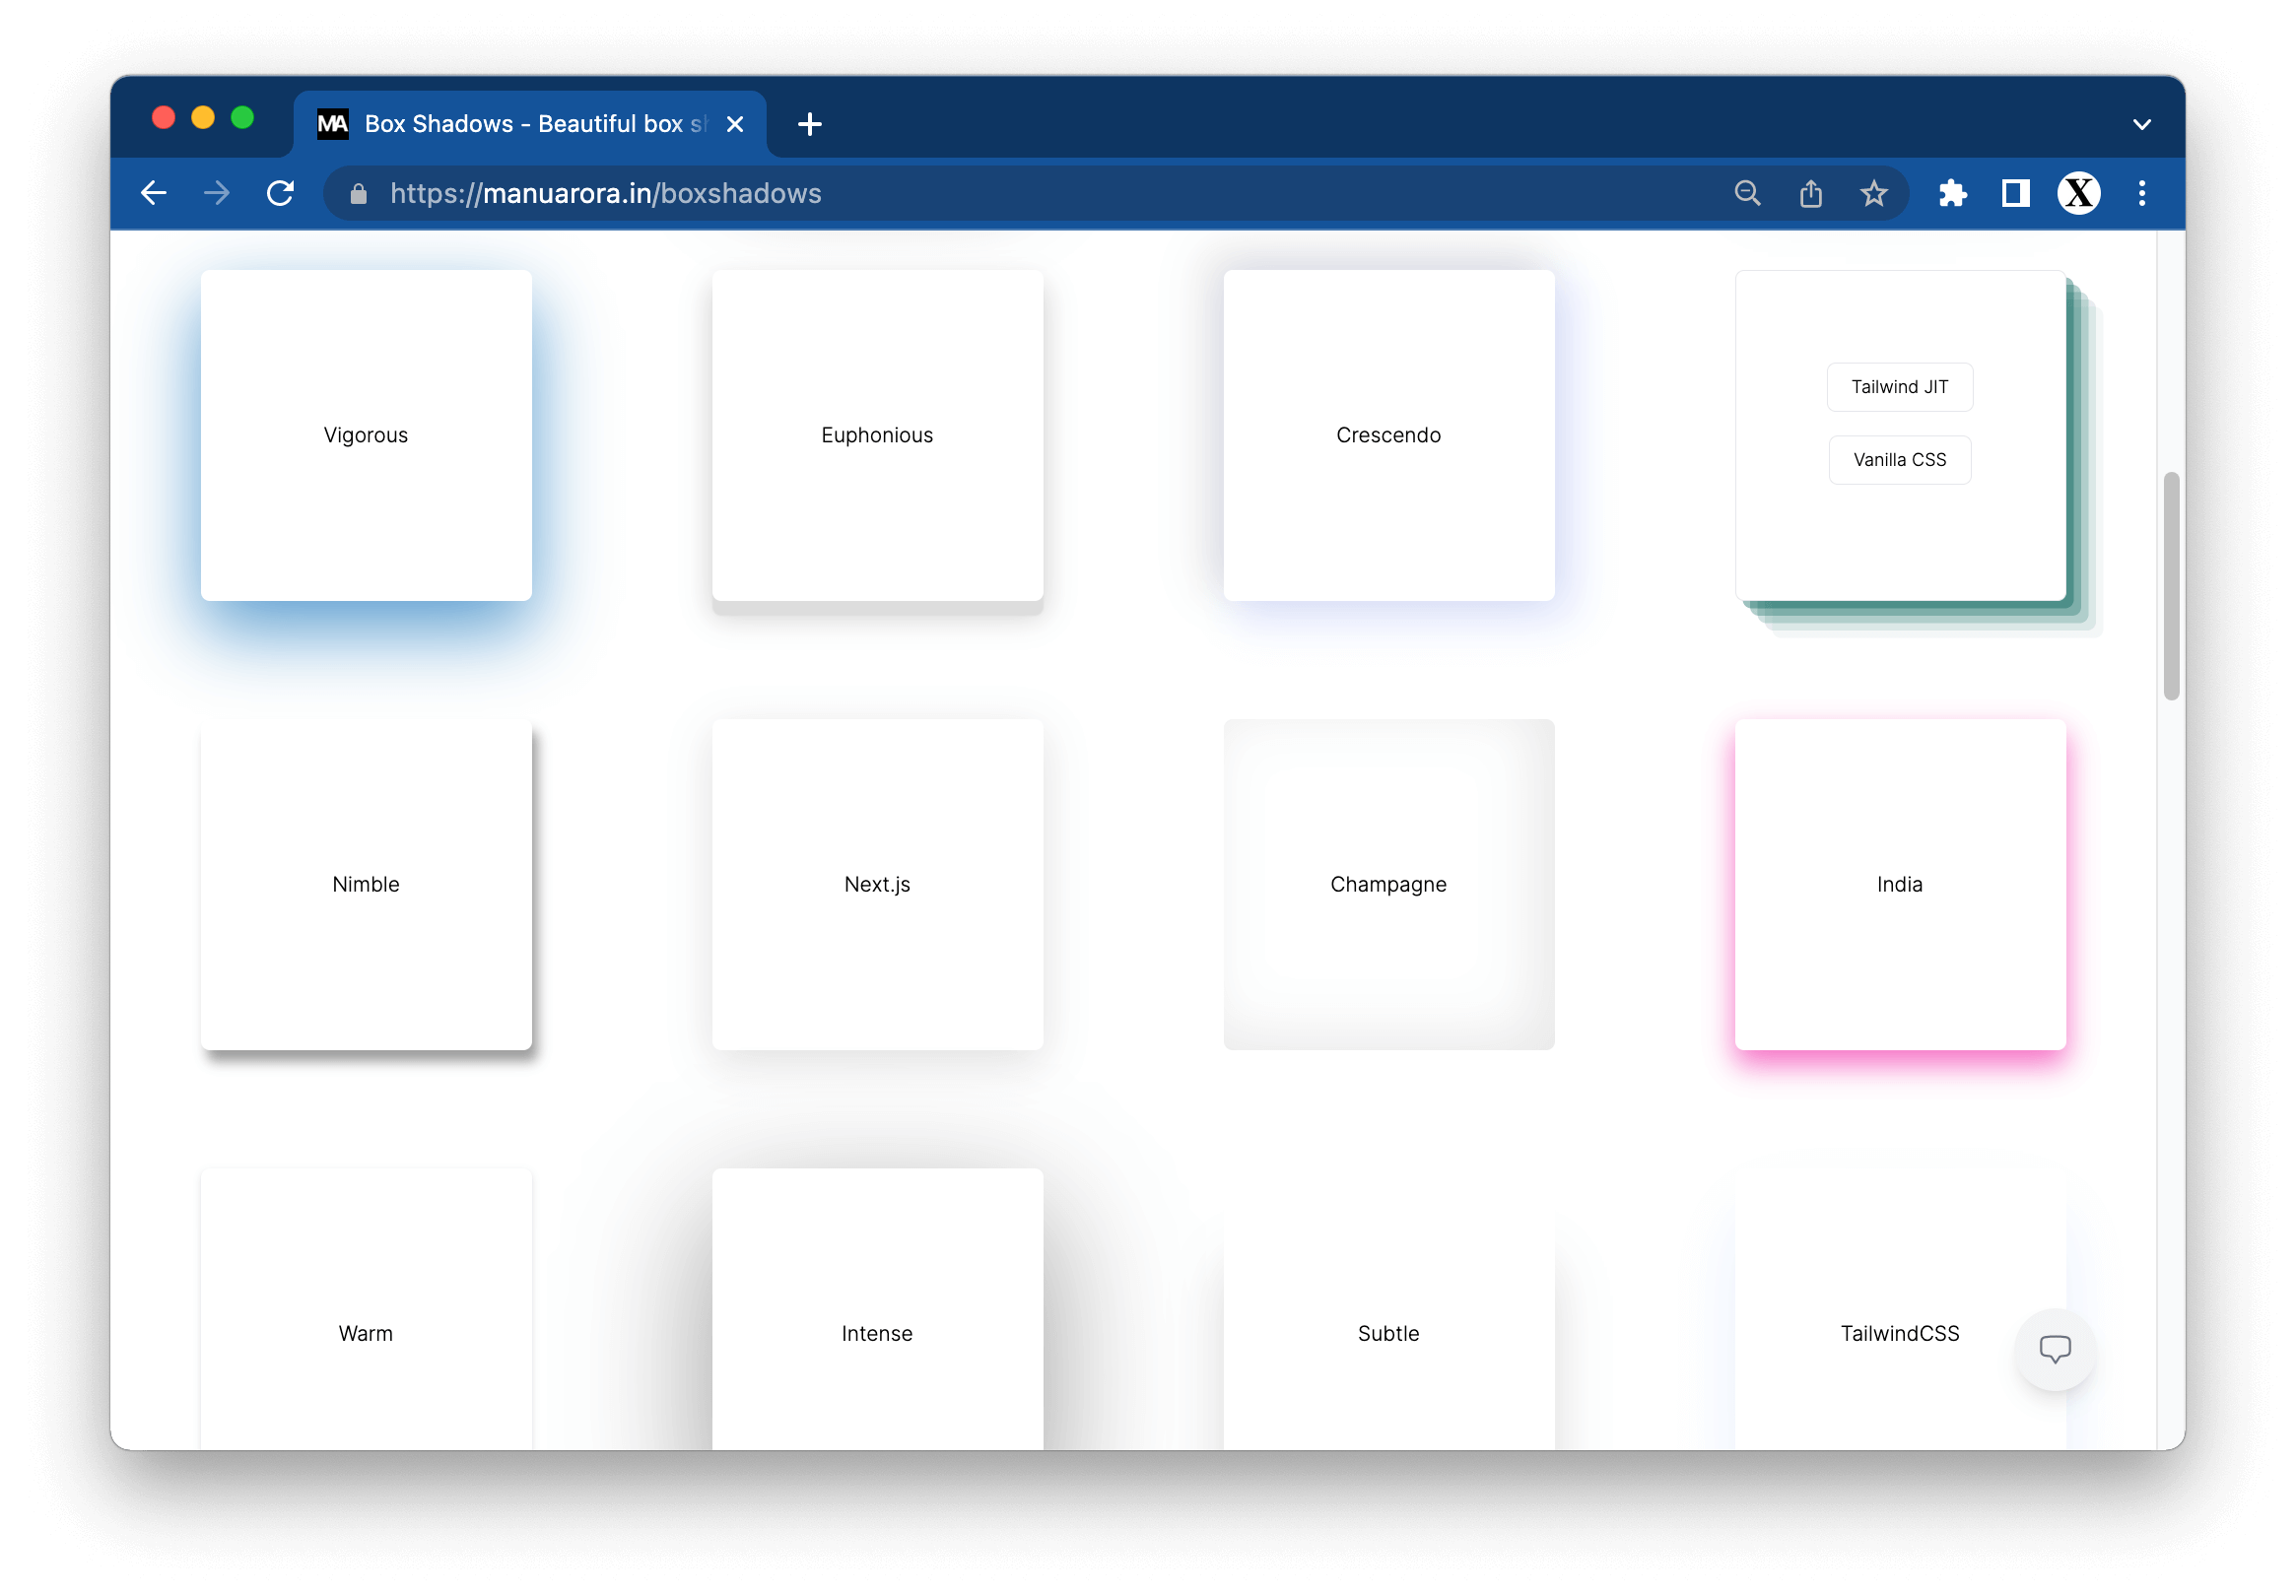 MA Box Shadows - Beautiful box sh
https://manuarora.in/boxshadows
X
Vigorous
Euphonious
Crescendo
Tailwind JIT
Vanilla CSS
Nimble
Next.js
Champagne
India
Warm
Intense
Subtle
TailwindCSS